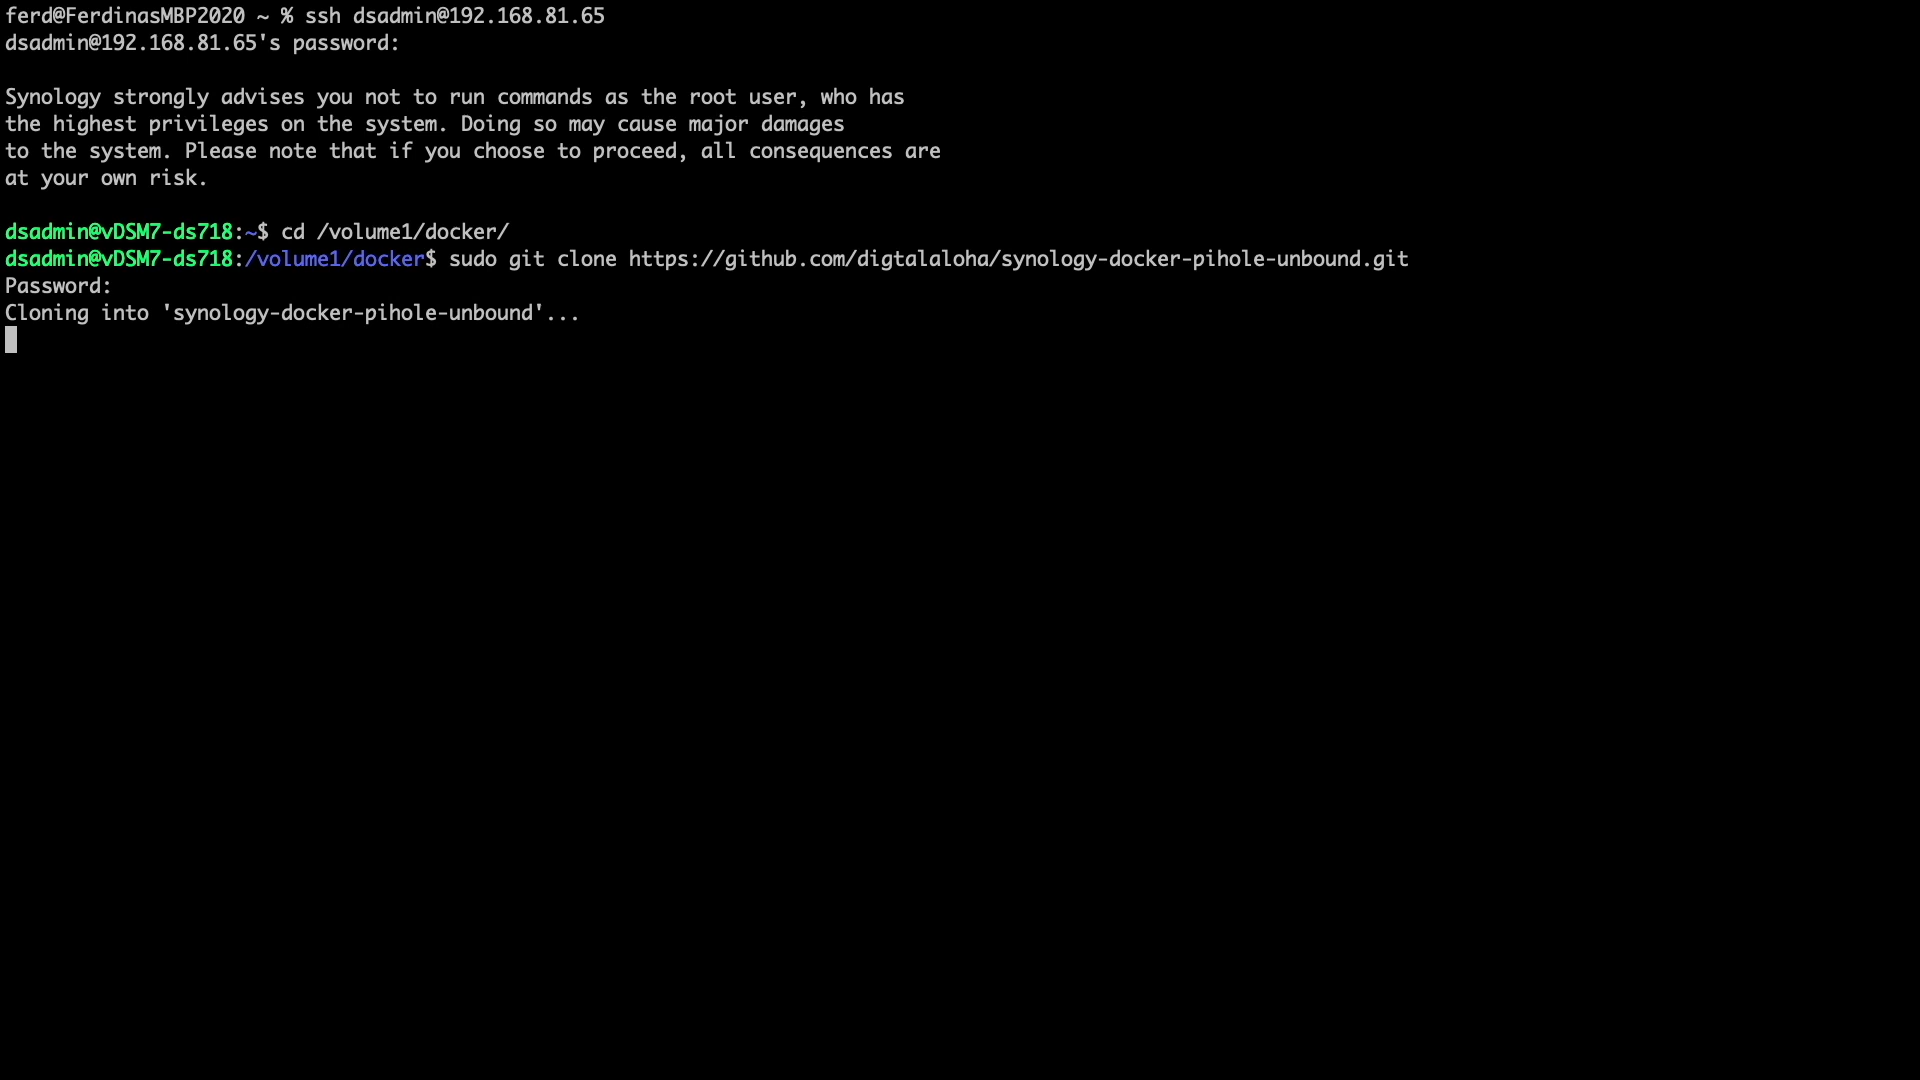 ferd@FerdinasMBP2020 ~ % ssh dsadmin@192.168.81.65
dsadmin@192.168.81.65's password:
Synology strongly advises you not to run commands as the root user, who has
the highest privileges on the system. Doing so may cause major damages
to the system. Please note that if you choose to proceed, all consequences are
at your own risk.
dsadmin@vDSM7-ds718:~$ cd /volume1/docker/
dsadmin@vDSM7-ds718:/volume1/docker$ sudo git clone https://github.com/digtalaloha/synology-docker-pihole-unbound.git
Password:
Cloning into 'synology-docker-pihole-unbound'...